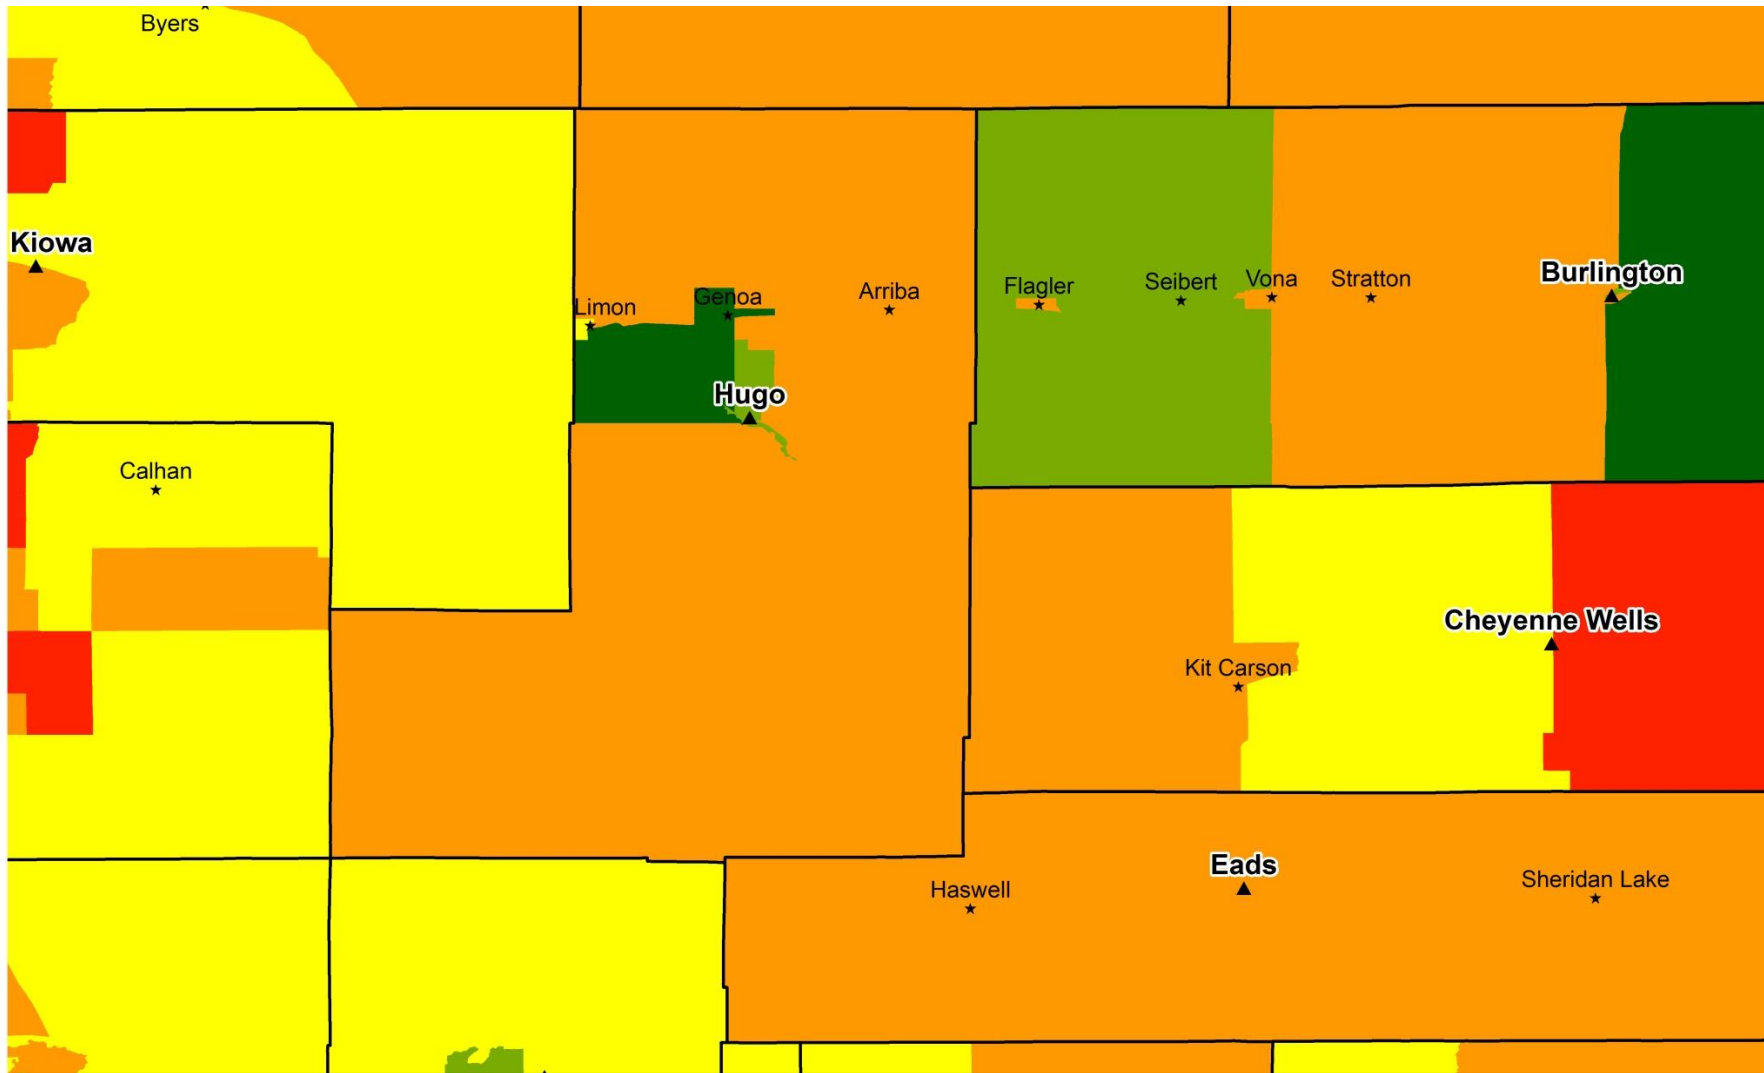 Byers
Kiowa
Limon
Genoa
Arriba
Flagler
Seibert
Vona
Stratton
Burlington
Hugo
Calhan
Cheyenne Wells
Kit Carson
Haswell
Eads
Sheridan Lake